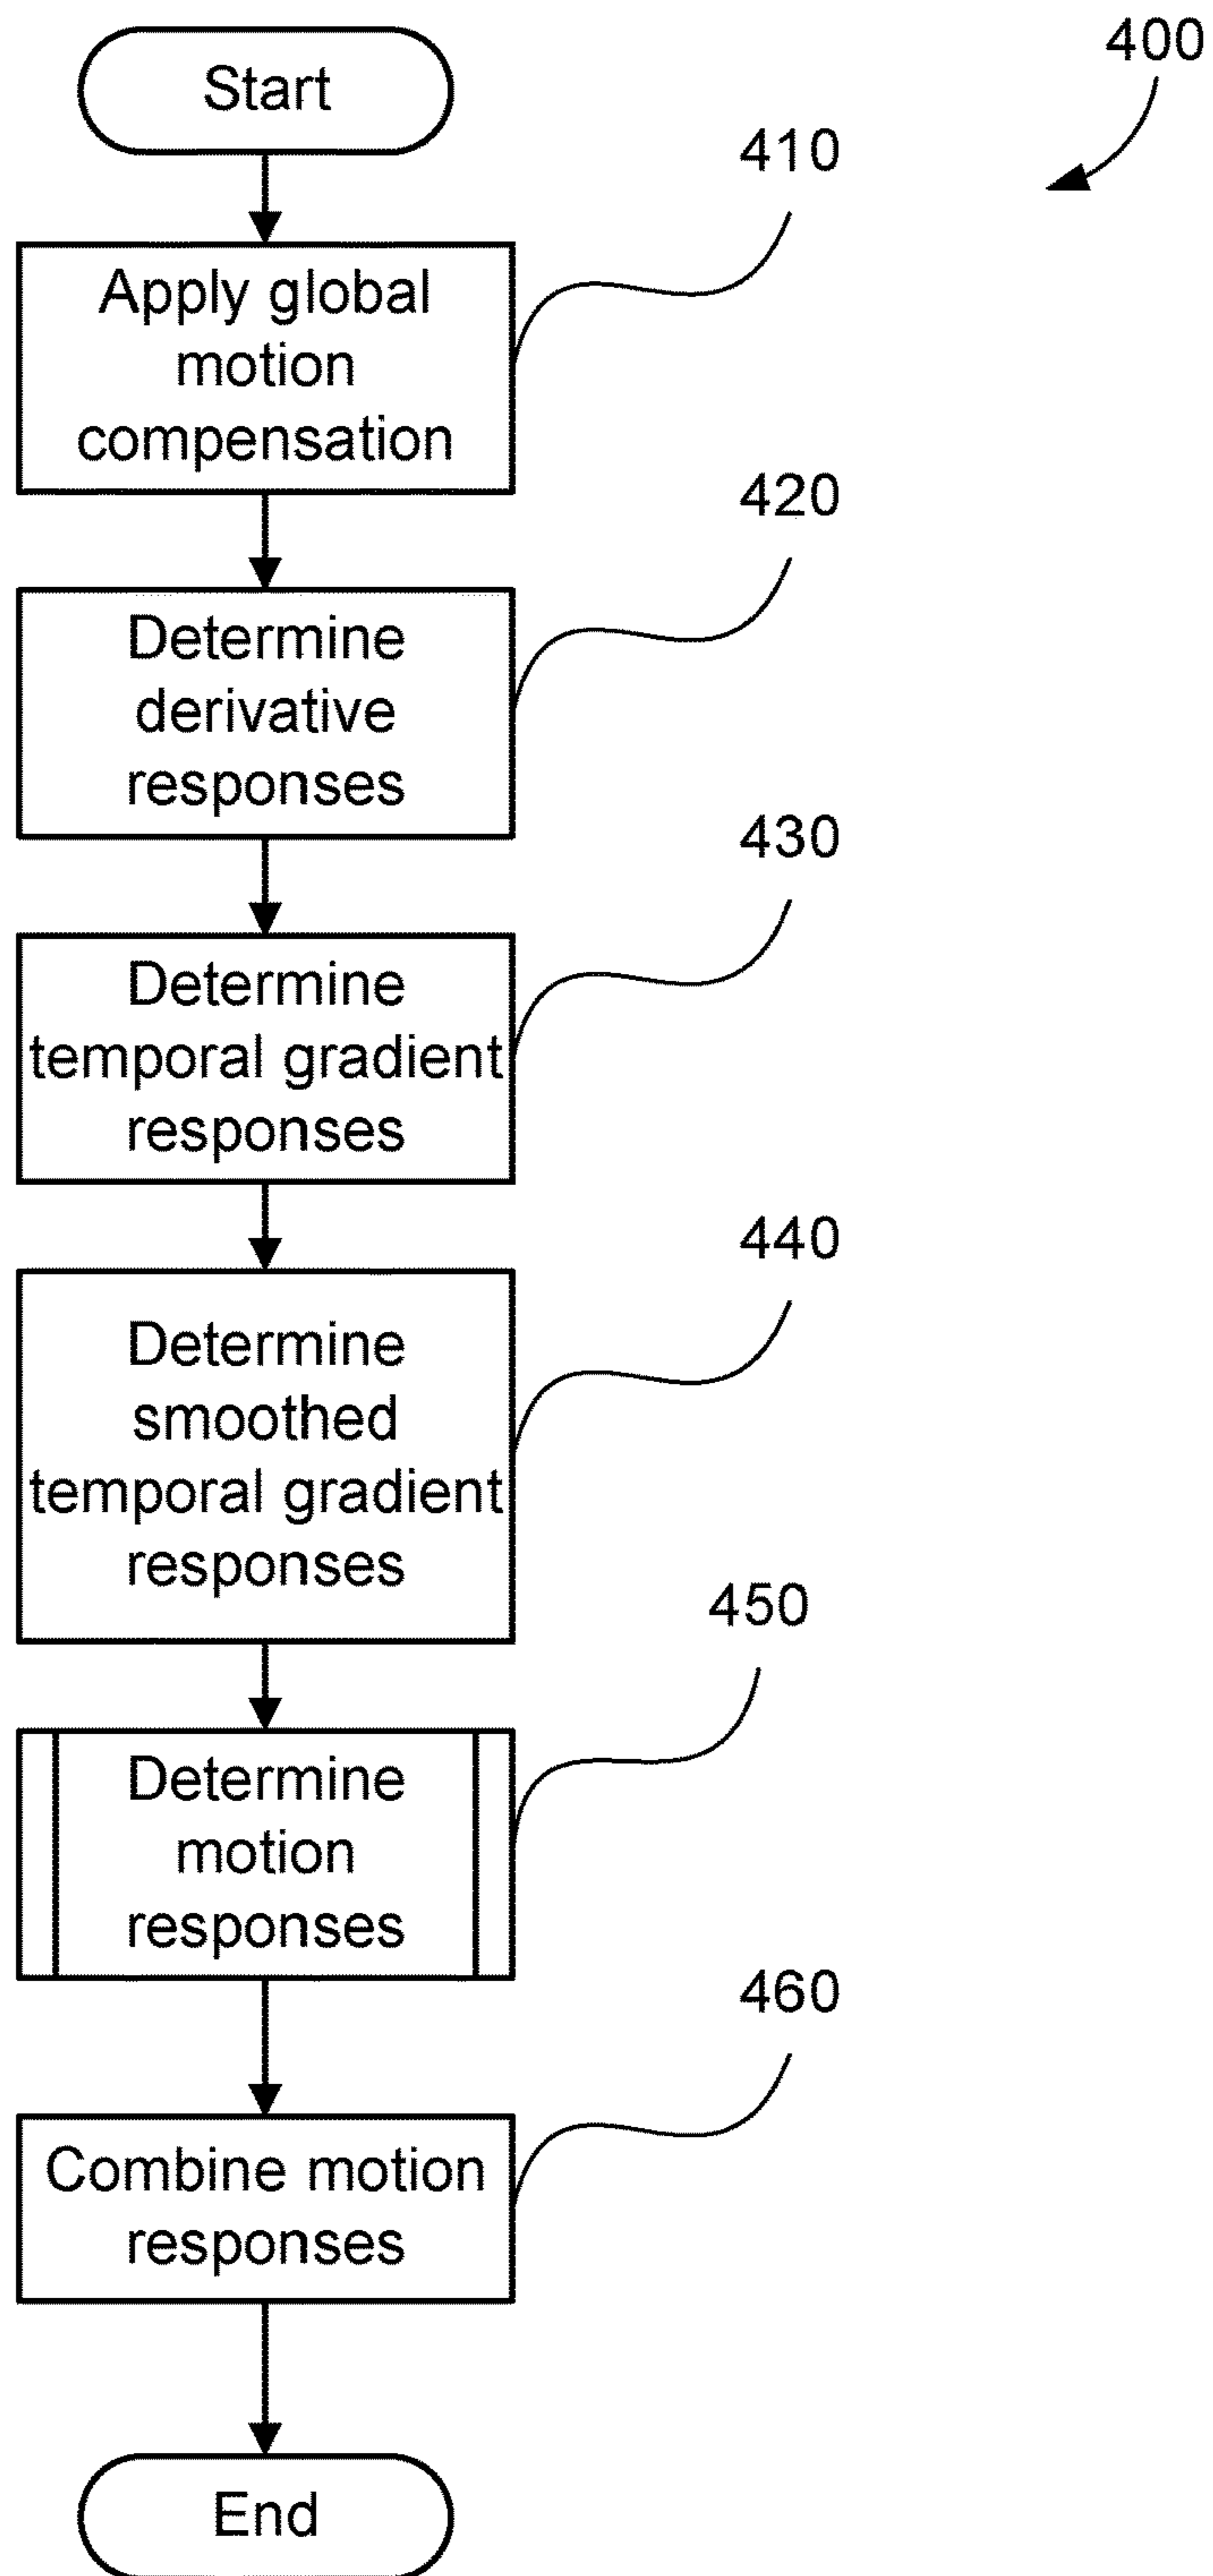 400
Start
410
Apply global
motion
compensation
420
Determine
derivative
responses
430
Determine
temporal gradient
responses
440
Determine
smoothed
temporal gradient
responses
450
Determine
motion
responses
460
Combine motion
responses
End